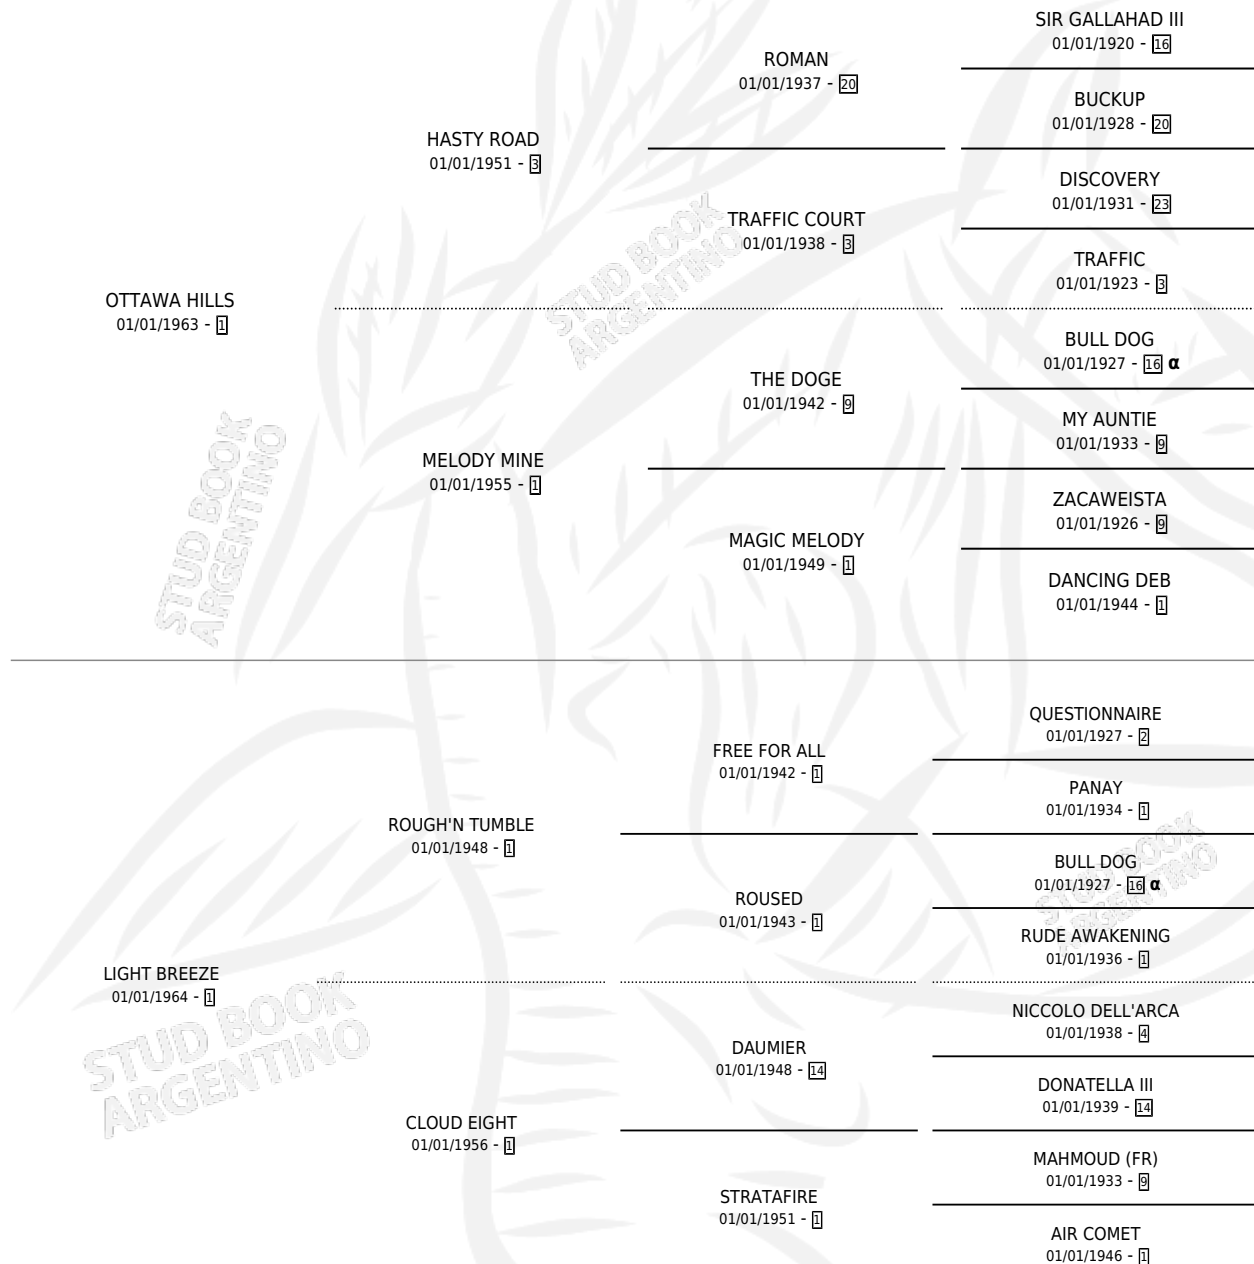 SIR GALLAHAD III
01/01/1920 - 16
ROMAN
01/01/1937 - 20
BUCKUP
01/01/1928 - 20
HASTY ROAD
01/01/1951 - 3
DISCOVERY
01/01/1931 - 23
TRAFFIC COURT
01/01/1938 - 3
TRAFFIC
01/01/1923 - 3
OTTAWA HILLS
01/01/1963 - 1
BULL DOG
01/01/1927 - 16 α
THE DOGE
01/01/1942 - 9
MY AUNTIE
01/01/1933 - 9
MELODY MINE
01/01/1955 - 1
ZACAWEISTA
01/01/1926 - 9
MAGIC MELODY
01/01/1949 - 1
DANCING DEB
01/01/1944 - 1
QUESTIONNAIRE
01/01/1927 - 2
FREE FOR ALL
01/01/1942 - 1
PANAY
01/01/1934 - 1
ROUGH'N TUMBLE
01/01/1948 - 1
BULL DOG
01/01/1927 - 16 α
ROUSED
01/01/1943 - 1
RUDE AWAKENING
01/01/1936 - 1
LIGHT BREEZE
01/01/1964 - 1
NICCOLO DELL'ARCA
01/01/1938 - 4
DAUMIER
01/01/1948 - 14
DONATELLA III
01/01/1939 - 14
CLOUD EIGHT
01/01/1956 - 1
MAHMOUD (FR)
01/01/1933 - 9
STRATAFIRE
01/01/1951 - 1
AIR COMET
01/01/1946 - 1
STUD BOOK
ARGENTINO
STUD BOOK
ARGENTINO
STUD BOOK
ARGENTINO
STUD BOOK
ARGENTINO